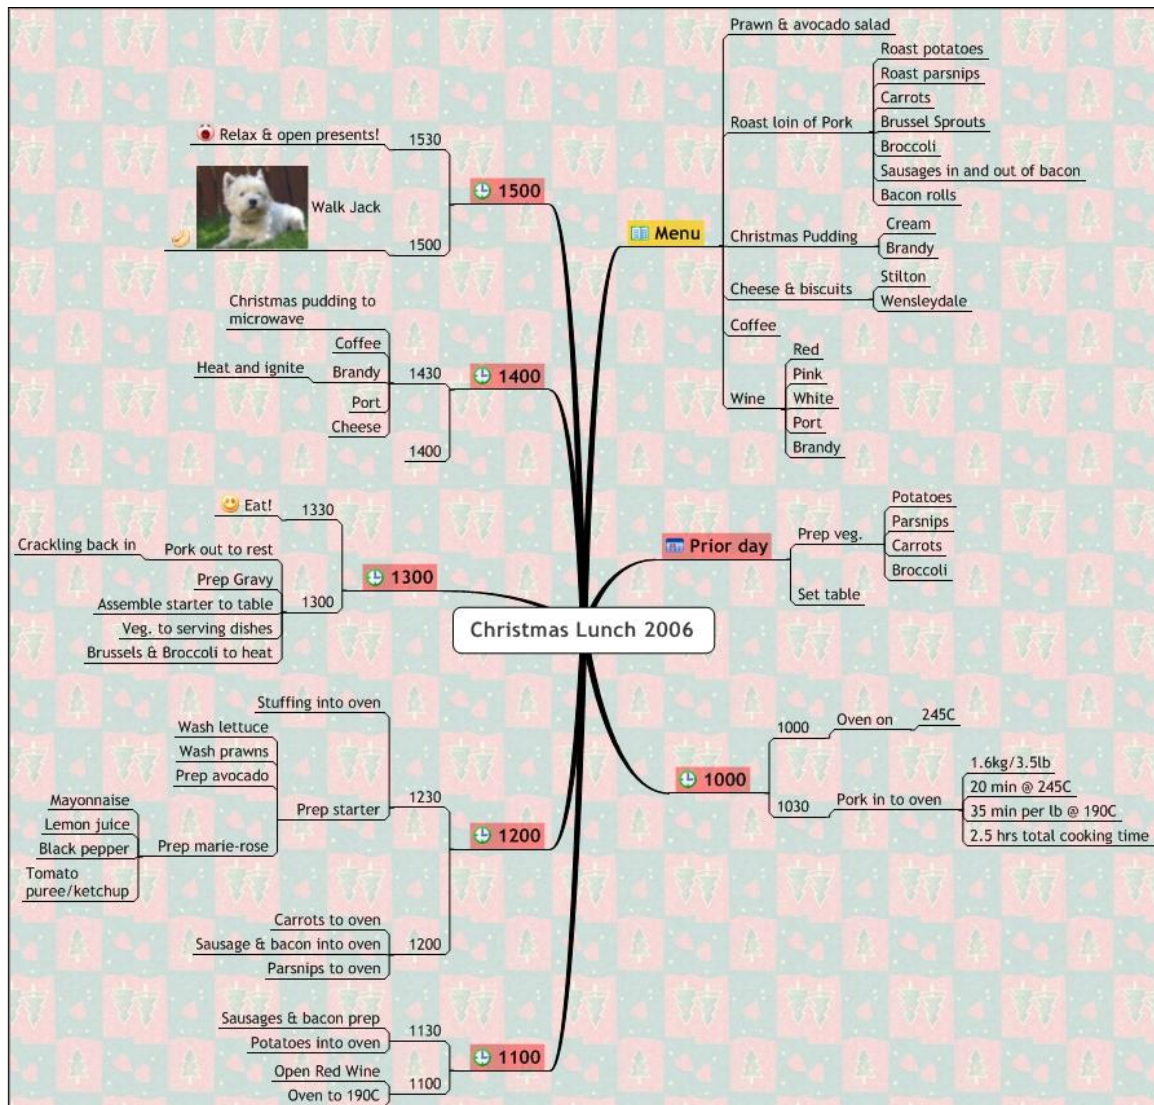 Christmas Lunch 2006
Menu
Prawn & avocado salad
Roast loin of Pork
Roast potatoes
Roast parsnips
Carrots
Brussel Sprouts
Broccoli
Sausages in and out of bacon
Bacon rolls
Christmas Pudding
Cream
Brandy
Cheese & biscuits
Stilton
Wensleydale
Coffee
Wine
Red
Pink
White
Port
Brandy
Prior day
Prep veg.
Potatoes
Parsnips
Carrots
Broccoli
Set table
1000
1000
Oven on
245C
1030
Pork in to oven
1.6kg/3.5lb
20 min @ 245C
35 min per lb @ 190C
2.5 hrs total cooking time
1100
1130
Sausages & bacon prep
Potatoes into oven
1100
Open Red Wine
Oven to 190C
1200
1230
Stuffing into oven
Prep starter
Wash lettuce
Wash prawns
Prep avocado
Prep marie-rose
Mayonnaise
Lemon juice
Black pepper
Tomato
puree/ketchup
1200
Carrots to oven
Sausage & bacon into oven
Parsnips to oven
1300
1330
Eat!
1300
Pork out to rest
Crackling back in
Prep Gravy
Assemble starter to table
Veg. to serving dishes
Brussels & Broccoli to heat
1400
1430
Christmas pudding to
microwave
Coffee
Brandy
Heat and ignite
Port
Cheese
1400
1500
1530
Relax & open presents!
1500
Walk Jack